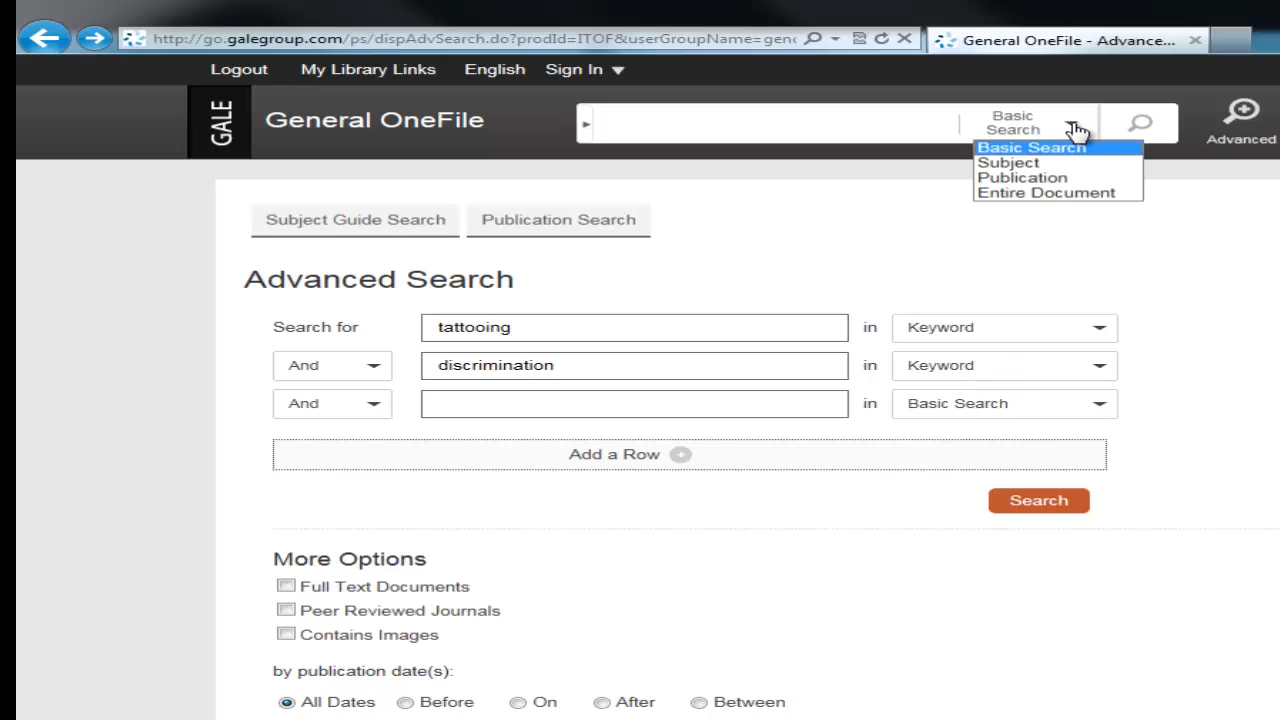 http://go.galegroup.com/ps/dispAdvSearch.do?prodId=ITOF&userGroupName=gen
General OneFile - Advance...
Logout My Library Links English Sign In
GALE
General OneFile
Basic Search
Advanced
Basic Search
Subject
Publication
Entire Document
Subject Guide Search Publication Search
Advanced Search
Search for tattooing in Keyword
And discrimination in Keyword
And in Basic Search
Add a Row
Search
More Options
Full Text Documents
Peer Reviewed Journals
Contains Images
by publication date(s):
All Dates Before On After Between